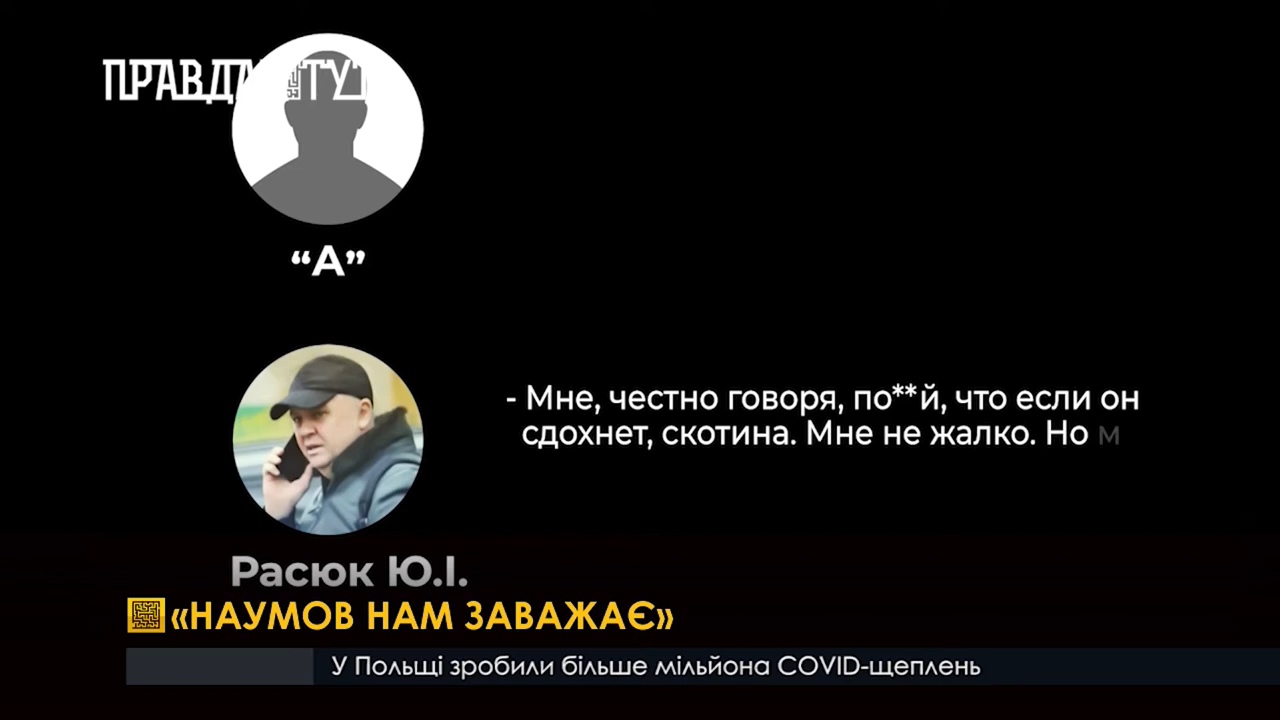 ПРАВДА ТУТ
“А”
- Мне, честно говоря, по**й, что если он
сдохнет, скотина. Мне не жалко. Но м
Расюк Ю.І.
«НАУМОВ НАМ ЗАВАЖАЄ»
У Польщі зробили більше мільйона COVID-щеплень